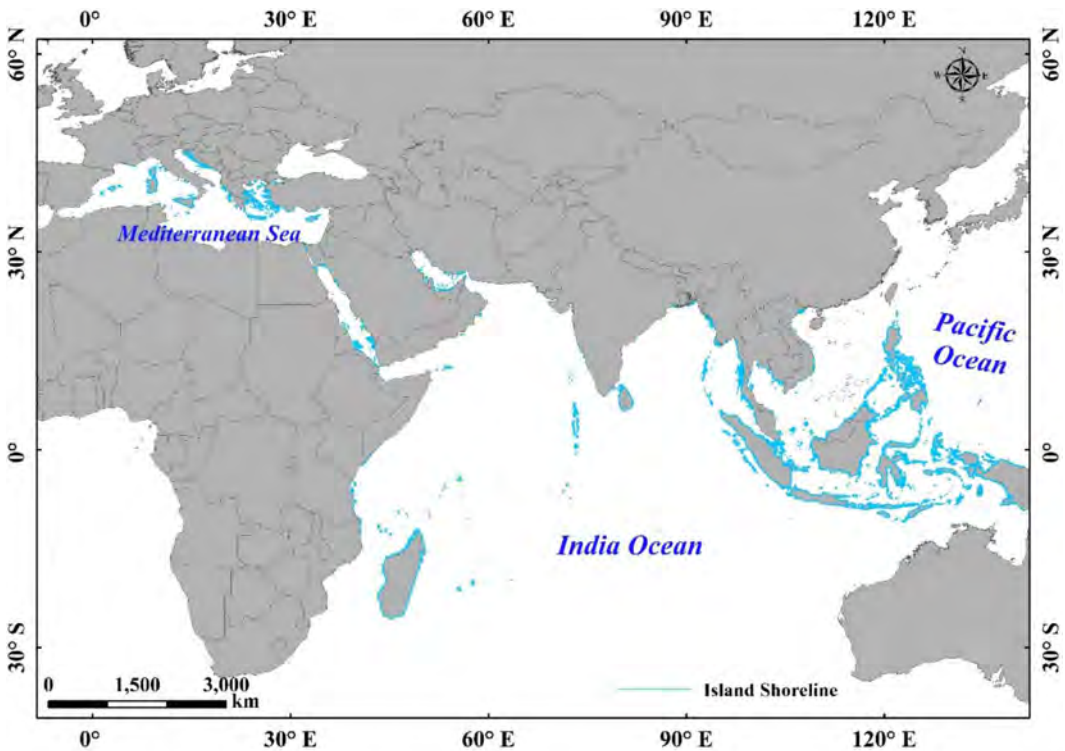 0° 30° E 60° E 90° E 120° E
60° N
60° N
N
W E
S
Mediterranean Sea
30° N
30° N
Pacific
Ocean
0°
0°
India Ocean
30° S
30° S
0 1,500 3,000
km
Island Shoreline
0° 30° E 60° E 90° E 120° E